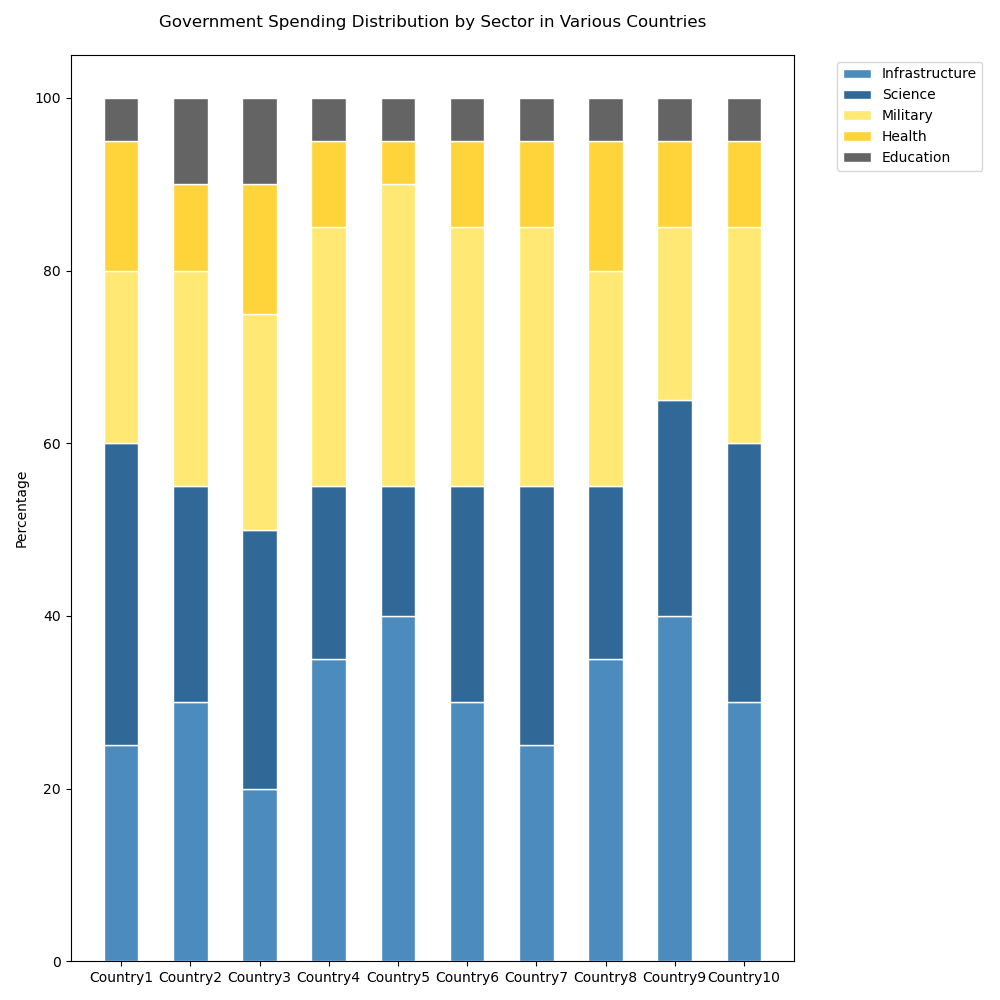 Government Spending Distribution by Sector in Various Countries
Infrastructure
Science
Military
Health
Education
Percentage
100
80
60
40
20
0
Country1 Country2 Country3 Country4 Country5 Country6 Country7 Country8 Country9 Country10